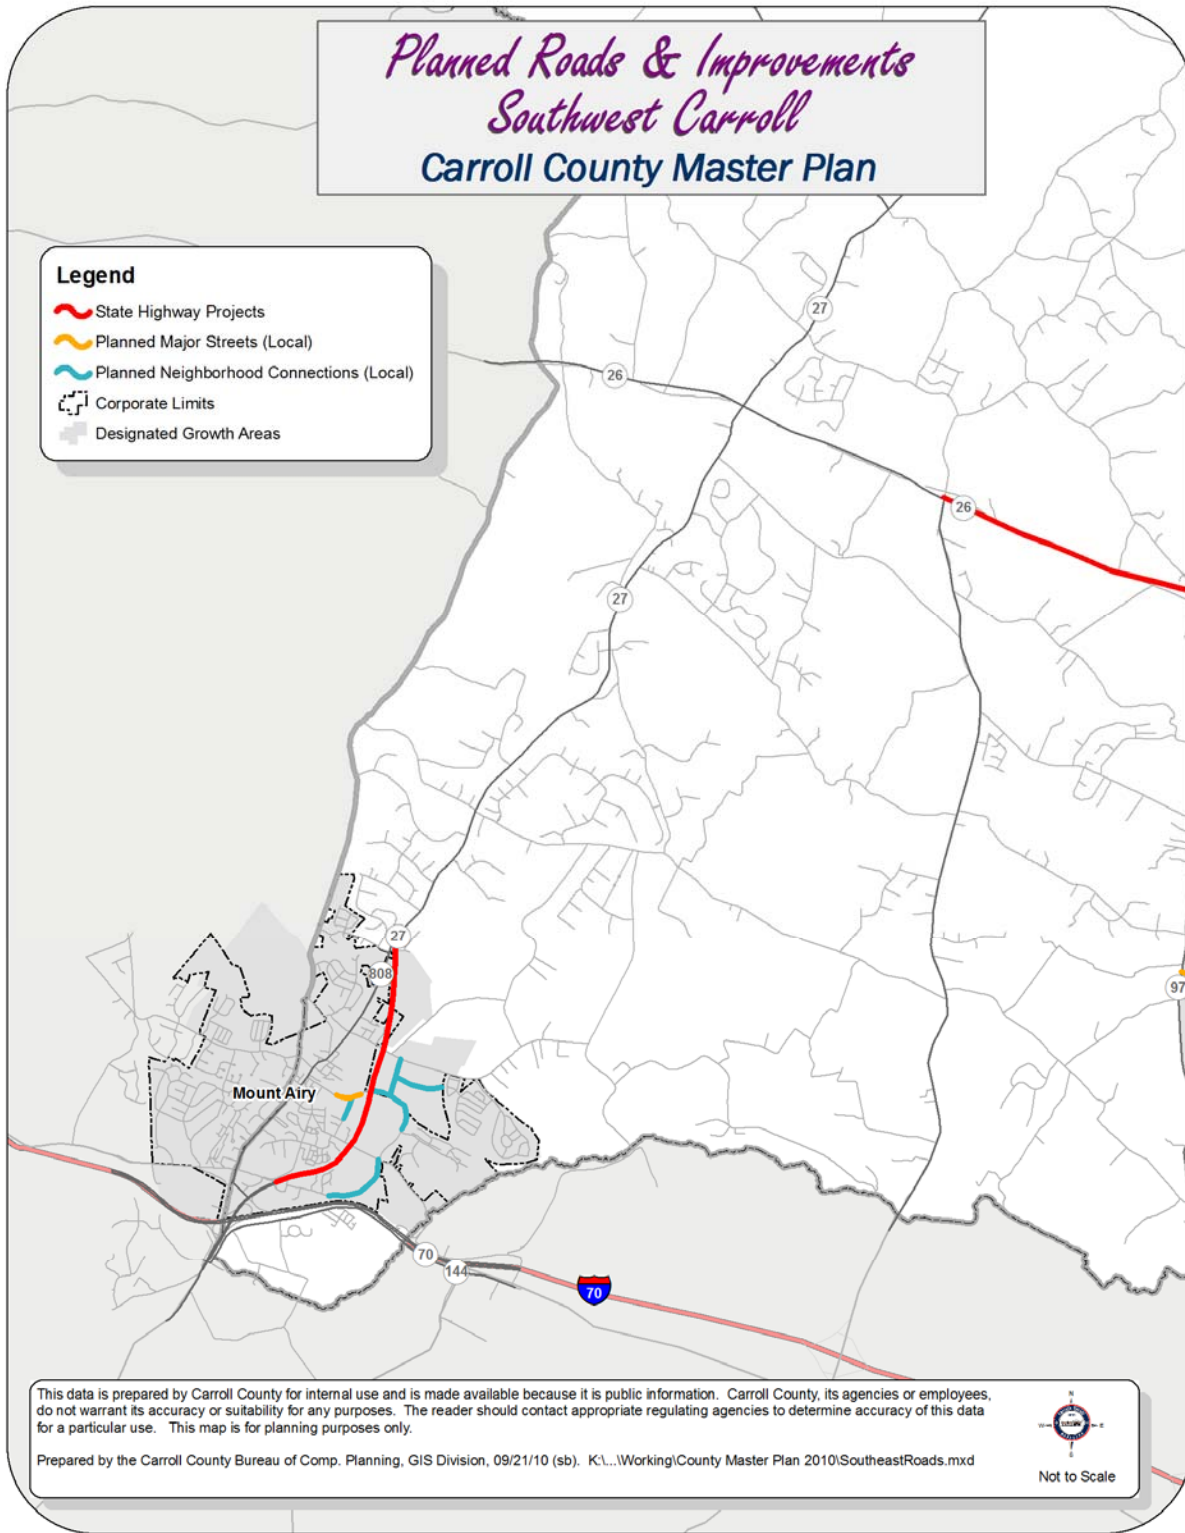 Planned Roads & Improvements
Southwest Carroll
Carroll County Master Plan
Legend
State Highway Projects
Planned Major Streets (Local)
Planned Neighborhood Connections (Local)
Corporate Limits
Designated Growth Areas
27
26
26
27
27
808
97
Mount Airy
70
144
70
This data is prepared by Carroll County for internal use and is made available because it is public information. Carroll County, its agencies or employees,
do not warrant its accuracy or suitability for any purposes. The reader should contact appropriate regulating agencies to determine accuracy of this data
for a particular use. This map is for planning purposes only.
Prepared by the Carroll County Bureau of Comp. Planning, GIS Division, 09/21/10 (sb). K:\...\Working\County Master Plan 2010\SoutheastRoads.mxd
N
W
E
S
Not to Scale